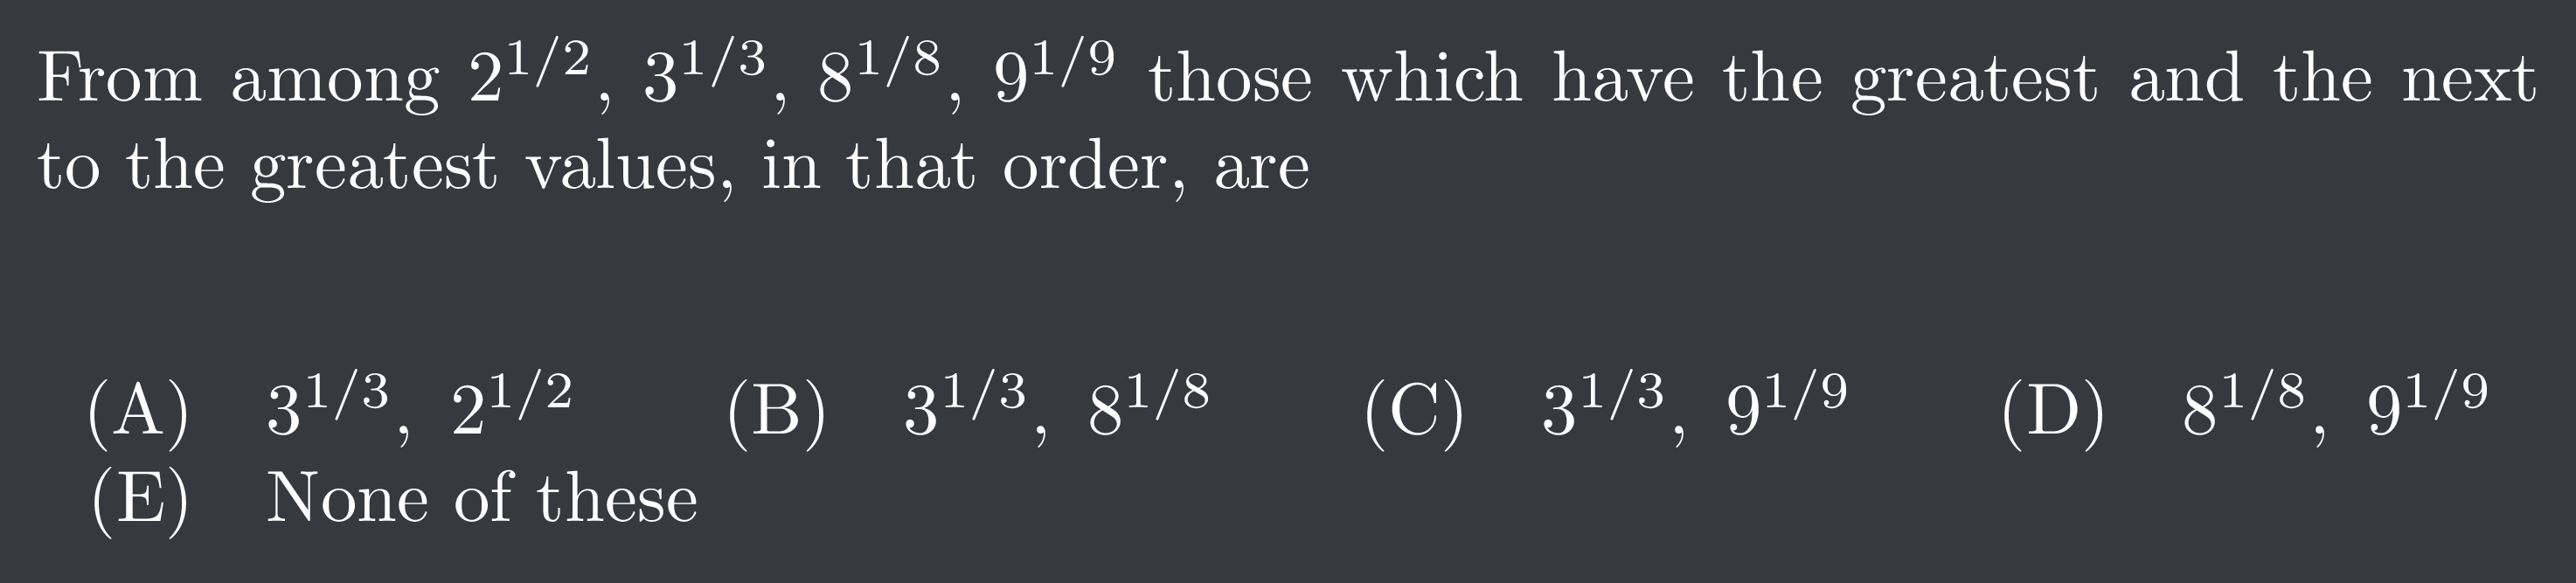 From among $2^{1/2}$, $3^{1/3}$, $8^{1/8}$, $9^{1/9}$ those which have the greatest and the next
to the greatest values, in that order, are
(A) $3^{1/3}$, $2^{1/2}$ (B) $3^{1/3}$, $8^{1/8}$ (C) $3^{1/3}$, $9^{1/9}$ (D) $8^{1/8}$, $9^{1/9}$
(E) None of these